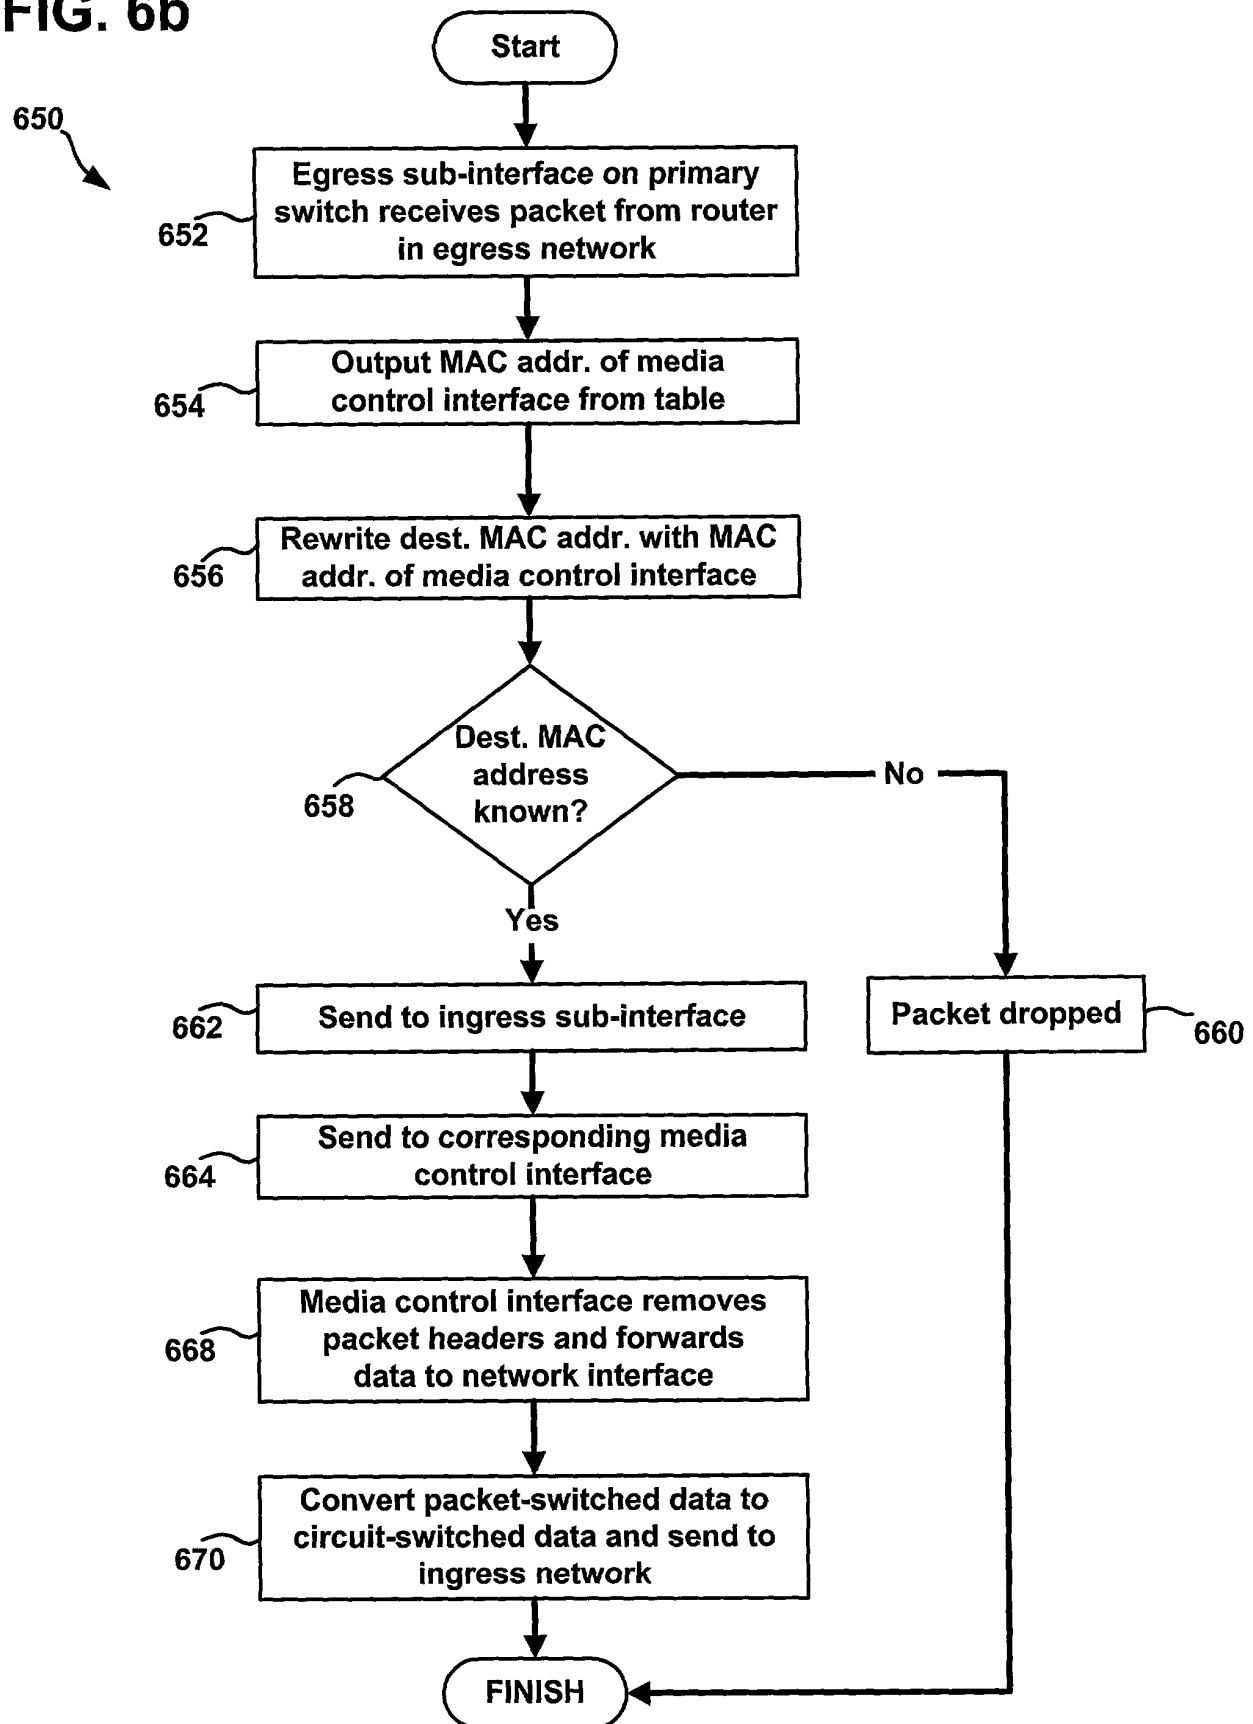 FIG. 6b
Start
650
Egress sub-interface on primary
switch receives packet from router
in egress network
652
Output MAC addr. of media
control interface from table
654
Rewrite dest. MAC addr. with MAC
addr. of media control interface
656
Dest. MAC
address
known?
658
No
Yes
Send to ingress sub-interface
662
Packet dropped
660
Send to corresponding media
control interface
664
Media control interface removes
packet headers and forwards
data to network interface
668
Convert packet-switched data to
circuit-switched data and send to
ingress network
670
FINISH